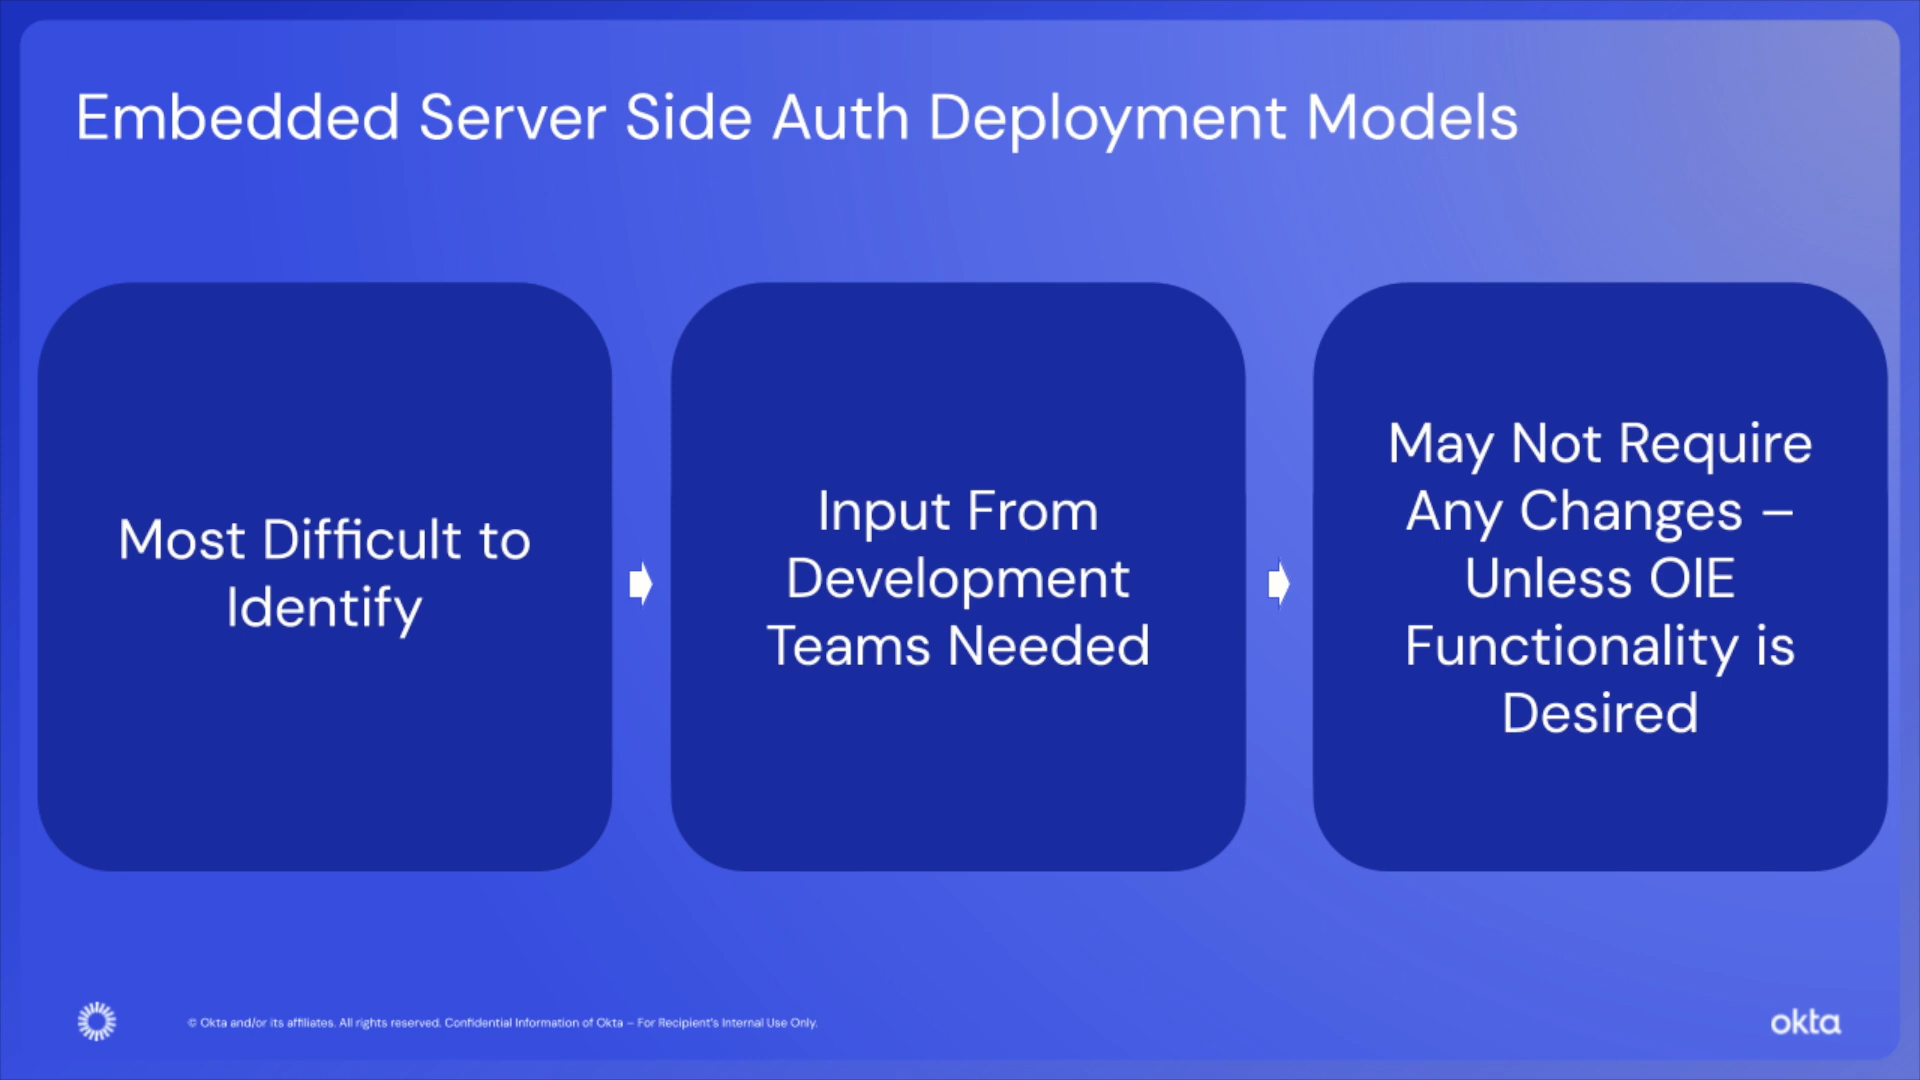 Embedded Server Side Auth Deployment Models
Most Difficult to
Identify
Input From
Development
Teams Needed
May Not Require
Any Changes –
Unless OIE
Functionality is
Desired
© Okta and/or its affiliates. All rights reserved. Confidential Information of Okta – For Recipient's Internal Use Only.
okta